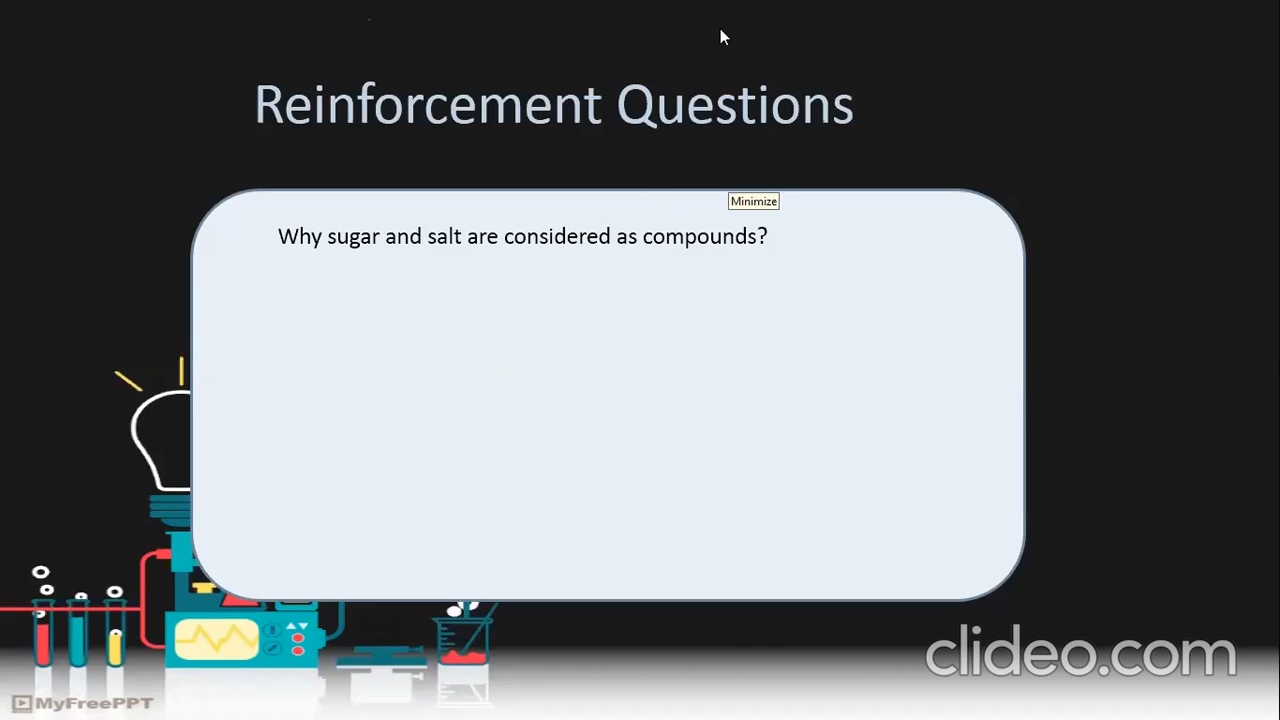 Reinforcement Questions
Minimize
Why sugar and salt are considered as compounds?
clideo.com
MyFreePPT